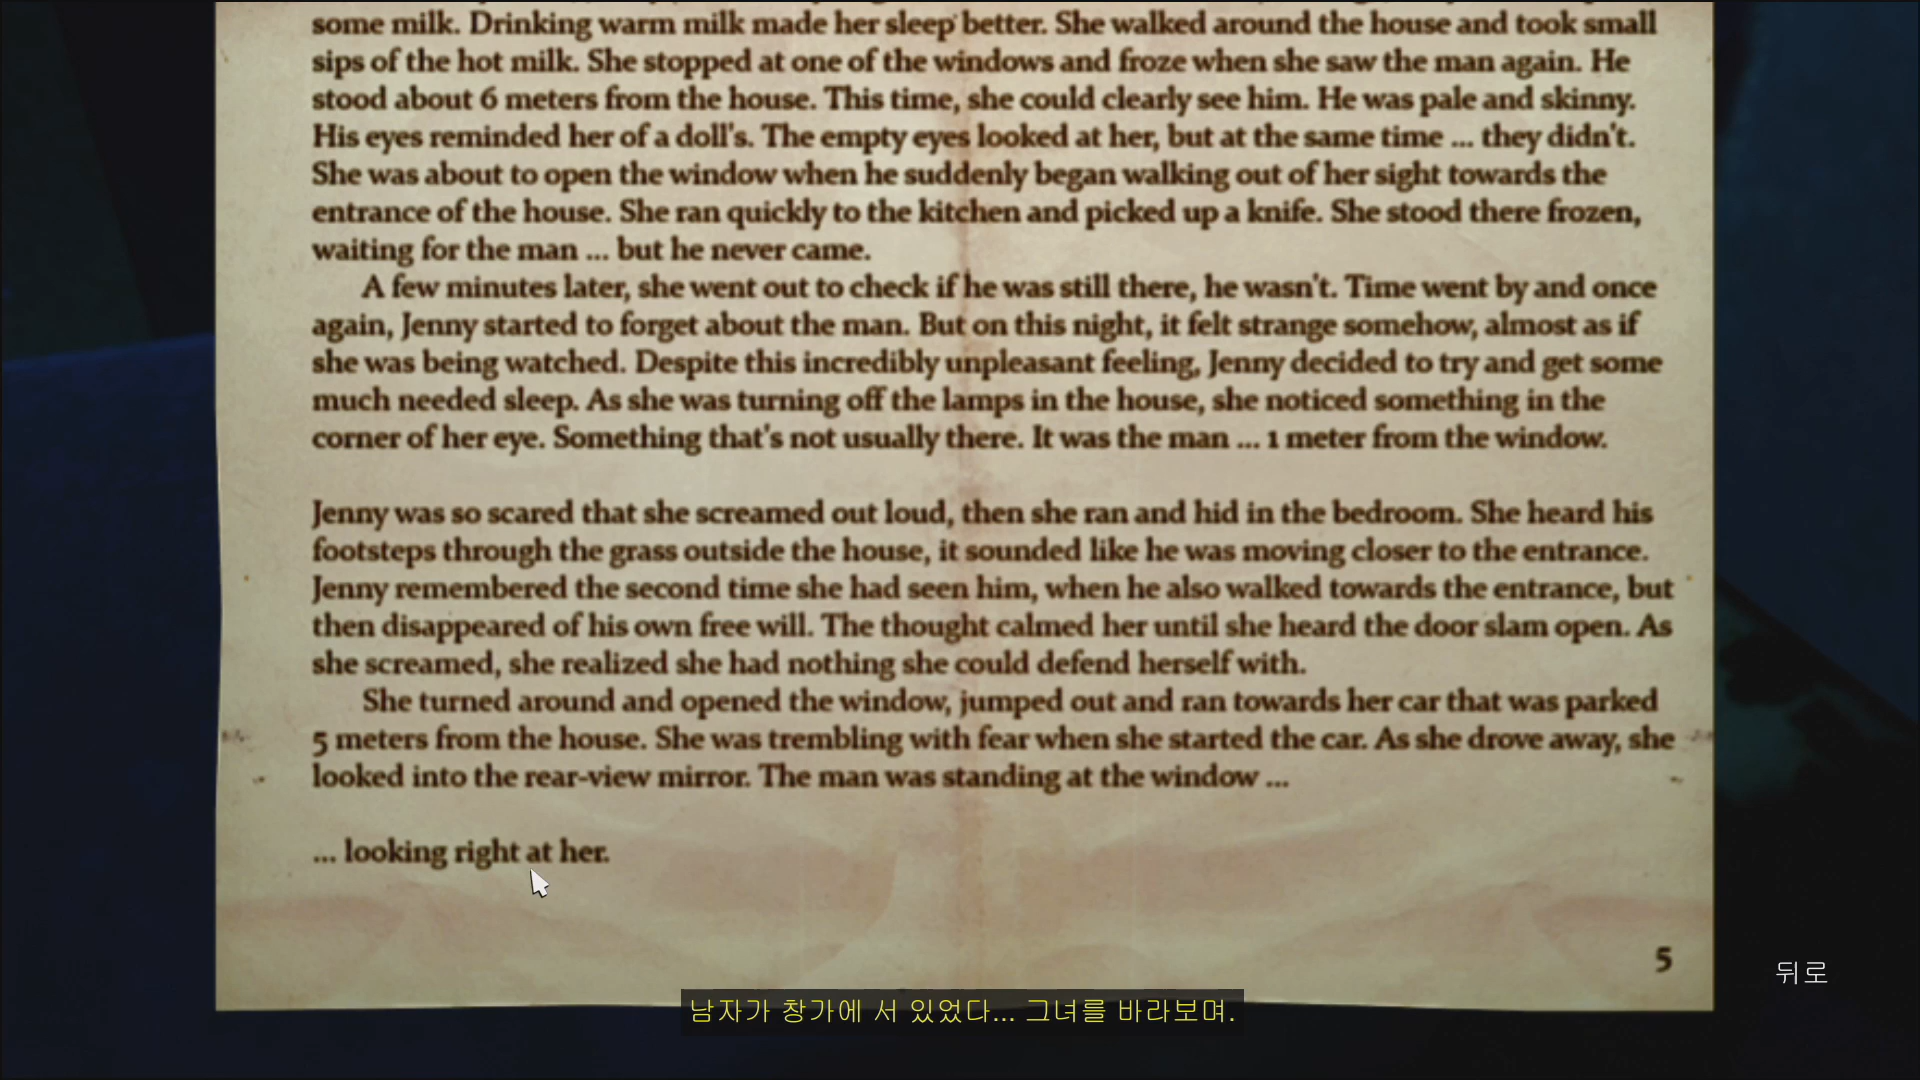 some milk. Drinking warm milk made her sleep better. She walked around the house and took small
sips of the hot milk. She stopped at one of the windows and froze when she saw the man again. He
stood about 6 meters from the house. This time, she could clearly see him. He was pale and skinny.
His eyes reminded her of a doll's. The empty eyes looked at her, but at the same time ... they didn't.
She was about to open the window when he suddenly began walking out of her sight towards the
entrance of the house. She ran quickly to the kitchen and picked up a knife. She stood there frozen,
waiting for the man ... but he never came.
A few minutes later, she went out to check if he was still there, he wasn't. Time went by and once
again, Jenny started to forget about the man. But on this night, it felt strange somehow, almost as if
she was being watched. Despite this incredibly unpleasant feeling, Jenny decided to try and get some
much needed sleep. As she was turning off the lamps in the house, she noticed something in the
corner of her eye. Something that's not usually there. It was the man ... 1 meter from the window.
Jenny was so scared that she screamed out loud, then she ran and hid in the bedroom. She heard his
footsteps through the grass outside the house, it sounded like he was moving closer to the entrance.
Jenny remembered the second time she had seen him, when he also walked towards the entrance, but
then disappeared of his own free will. The thought calmed her until she heard the door slam open. As
she screamed, she realized she had nothing she could defend herself with.
She turned around and opened the window, jumped out and ran towards her car that was parked
5 meters from the house. She was trembling with fear when she started the car. As she drove away, she
looked into the rear-view mirror. The man was standing at the window ...
... looking right at her.
5
뒤로
남자가 창가에 서 있었다... 그녀를 바라보며.